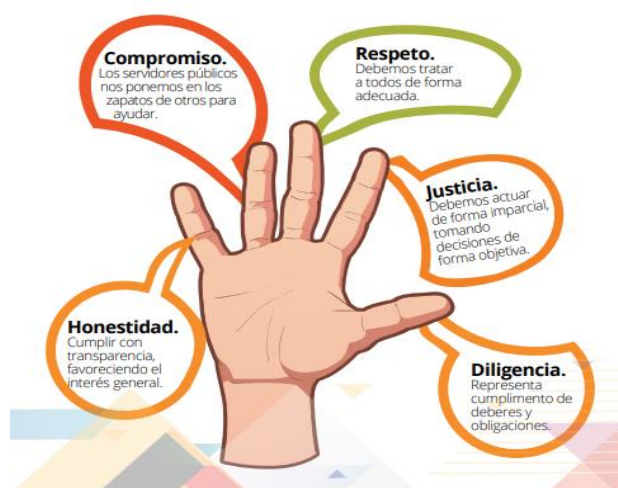 Compromiso.
Los servidores públicos
nos ponemos en los
zapatos de otros para
ayudar.
Respeto.
Debemos tratar
a todos de forma
adecuada.
Justicia.
Debemos actuar
de forma imparcial,
tomando
decisiones de
forma objetiva.
Honestidad.
Cumplir con
transparencia,
favoreciendo el
interés general.
Diligencia.
Representa
cumplimento de
deberes y
obligaciones.